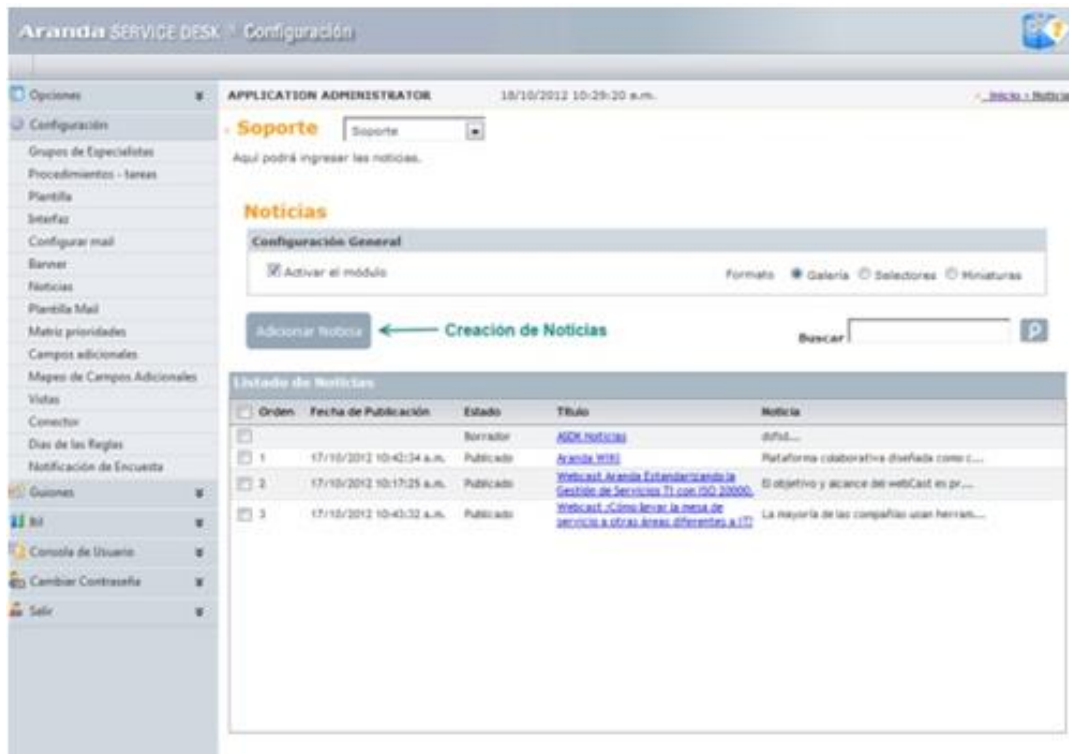 Aranda SERVICE DESK Configuración
Opciones
Configuración
Grupos de Especialistas
Procedimientos - tareas
Plantilla
Interfaz
Configurar mail
Banner
Noticias
Plantilla Mail
Matriz prioridades
Campos adicionales
Mapeo de Campos Adicionales
Vistas
Conector
Dias de las Reglas
Notificación de Encuesta
Guiones
Consola de Usuario
Cambiar Contraseña
Salir
APPLICATION ADMINISTRATOR 18/10/2012 10:29:20 a.m. Inicio > Noticia
Soporte Soporte
Aquí podrá ingresar las noticias.
Noticias
Configuración General
Activar el módulo Formato Galería Selectores Miniaturas
Adicionar Noticia Creación de Noticias Buscar
Listado de Noticias
Orden Fecha de Publicación Estado Título Noticia
Borrador ASDK Noticias
1 17/10/2012 10:42:34 a.m. Publicado Aranda WIKI Plataforma colaborativa diseñada como c...
2 17/10/2012 10:17:25 a.m. Publicado Webcast Aranda Estandarizando la Gestión de Servicios TI con ISO 20000. El objetivo y alcance del webCast es pr...
3 17/10/2012 10:43:32 a.m. Publicado Webcast ¿Cómo llevar la mesa de servicio a otras áreas diferentes a IT? La mayoría de las compañías usan herram...